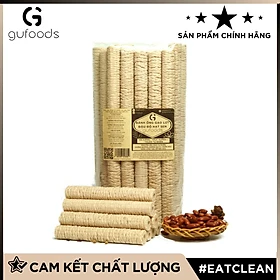 G
gufoods
SẢN PHẨM CHÍNH HÃNG
G
BÁNH ỐNG GẠO LỨT
ĐẬU ĐỎ HẠT SEN
CAM KẾT CHẤT LƯỢNG
#EATCLEAN